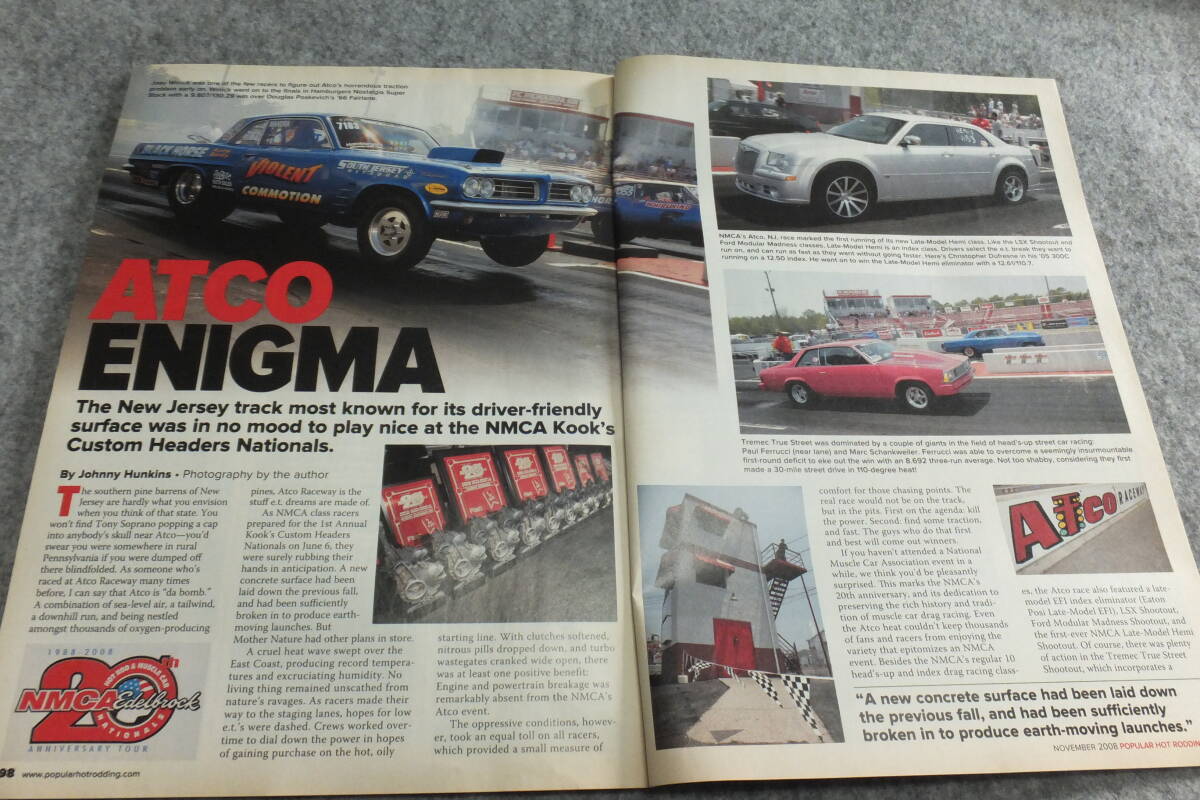 Joey Wilnick was one of the few racers to figure out Atco's horrendous traction
problem early on. Wilnick went on to the finals in Hamburgers Nostalgia Super
Stock with a 9.807/130.29 win over Douglas Poskevich's '66 Fairlane.
7183
BLACK HORSE
VIOLENT
COMMOTION
SOUTH JERSEY
ATCO
ENIGMA
The New Jersey track most known for its driver-friendly
surface was in no mood to play nice at the NMCA Kook's
Custom Headers Nationals.
By Johnny Hunkins • Photography by the author
The southern pine barrens of New
Jersey are hardly what you envision
when you think of that state. You
won't find Tony Soprano popping a cap
into anybody's skull near Atco—you'd
swear you were somewhere in rural
Pennsylvania if you were dumped off
there blindfolded. As someone who's
raced at Atco Raceway many times
before, I can say that Atco is "da bomb."
A combination of sea-level air, a tailwind,
a downhill run, and being nestled
amongst thousands of oxygen-producing
1988-2008
20th
HOT ROD & MUSCLE CAR
NMCA Edelbrock
NATIONALS
ANNIVERSARY TOUR
98 www.popularhotrodding.com
pines, Atco Raceway is the
stuff e.t. dreams are made of.
As NMCA class racers
prepared for the 1st Annual
Kook's Custom Headers
Nationals on June 6, they
were surely rubbing their
hands in anticipation. A new
concrete surface had been
laid down the previous fall,
and had been sufficiently
broken in to produce earth-
moving launches. But
Mother Nature had other plans in store.
A cruel heat wave swept over the
East Coast, producing record tempera-
tures and excruciating humidity. No
living thing remained unscathed from
nature's ravages. As racers made their
way to the staging lanes, hopes for low
e.t.'s were dashed. Crews worked over-
time to dial down the power in hopes
of gaining purchase on the hot, oily
starting line. With clutches softened,
nitrous pills dropped down, and turbo
wastegates cranked wide open, there
was at least one positive benefit:
Engine and powertrain breakage was
remarkably absent from the NMCA's
Atco event.
The oppressive conditions, howev-
er, took an equal toll on all racers,
which provided a small measure of
NMCA's Atco, N.J. race marked the first running of its new Late-Model Hemi class. Like the LSX Shootout and
Ford Modular Madness classes, Late-Model Hemi is an index class. Drivers select the e.t. break they want to
run on, and can run as fast as they went without going faster. Here's Christopher Dufresne in his '05 300C
running on a 12.50 index. He went on to win the Late-Model Hemi eliminator with a 12.61/110.7.
Tremec True Street was dominated by a couple of giants in the field of head's-up street car racing:
Paul Ferrucci (near lane) and Marc Schankweiler. Ferrucci was able to overcome a seemingly insurmountable
first-round deficit to eke out the win with an 8.692 three-run average. Not too shabby, considering they first
made a 30-mile street drive in 110-degree heat!
comfort for those chasing points. The
real race would not be on the track,
but in the pits. First on the agenda: kill
the power. Second: find some traction,
and fast. The guys who do that first
and best will come out winners.
If you haven't attended a National
Muscle Car Association event in a
while, we think you'd be pleasantly
surprised. This marks the NMCA's
20th anniversary, and its dedication to
preserving the rich history and tradi-
tion of muscle car drag racing. Even
the Atco heat couldn't keep thousands
of fans and racers from enjoying the
variety that epitomizes an NMCA
event. Besides the NMCA's regular 10
head's-up and index drag racing class-
ATCO RACEWAY
es, the Atco race also featured a late-
model EFI index eliminator (Eaton
Posi Late-Model EFI), LSX Shootout,
Ford Modular Madness Shootout, and
the first-ever NMCA Late-Model Hemi
Shootout. Of course, there was plenty
of action in the Tremec True Street
Shootout, which incorporates a
"A new concrete surface had been laid down
the previous fall, and had been sufficiently
broken in to produce earth-moving launches."
NOVEMBER 2008 POPULAR HOT RODDIN